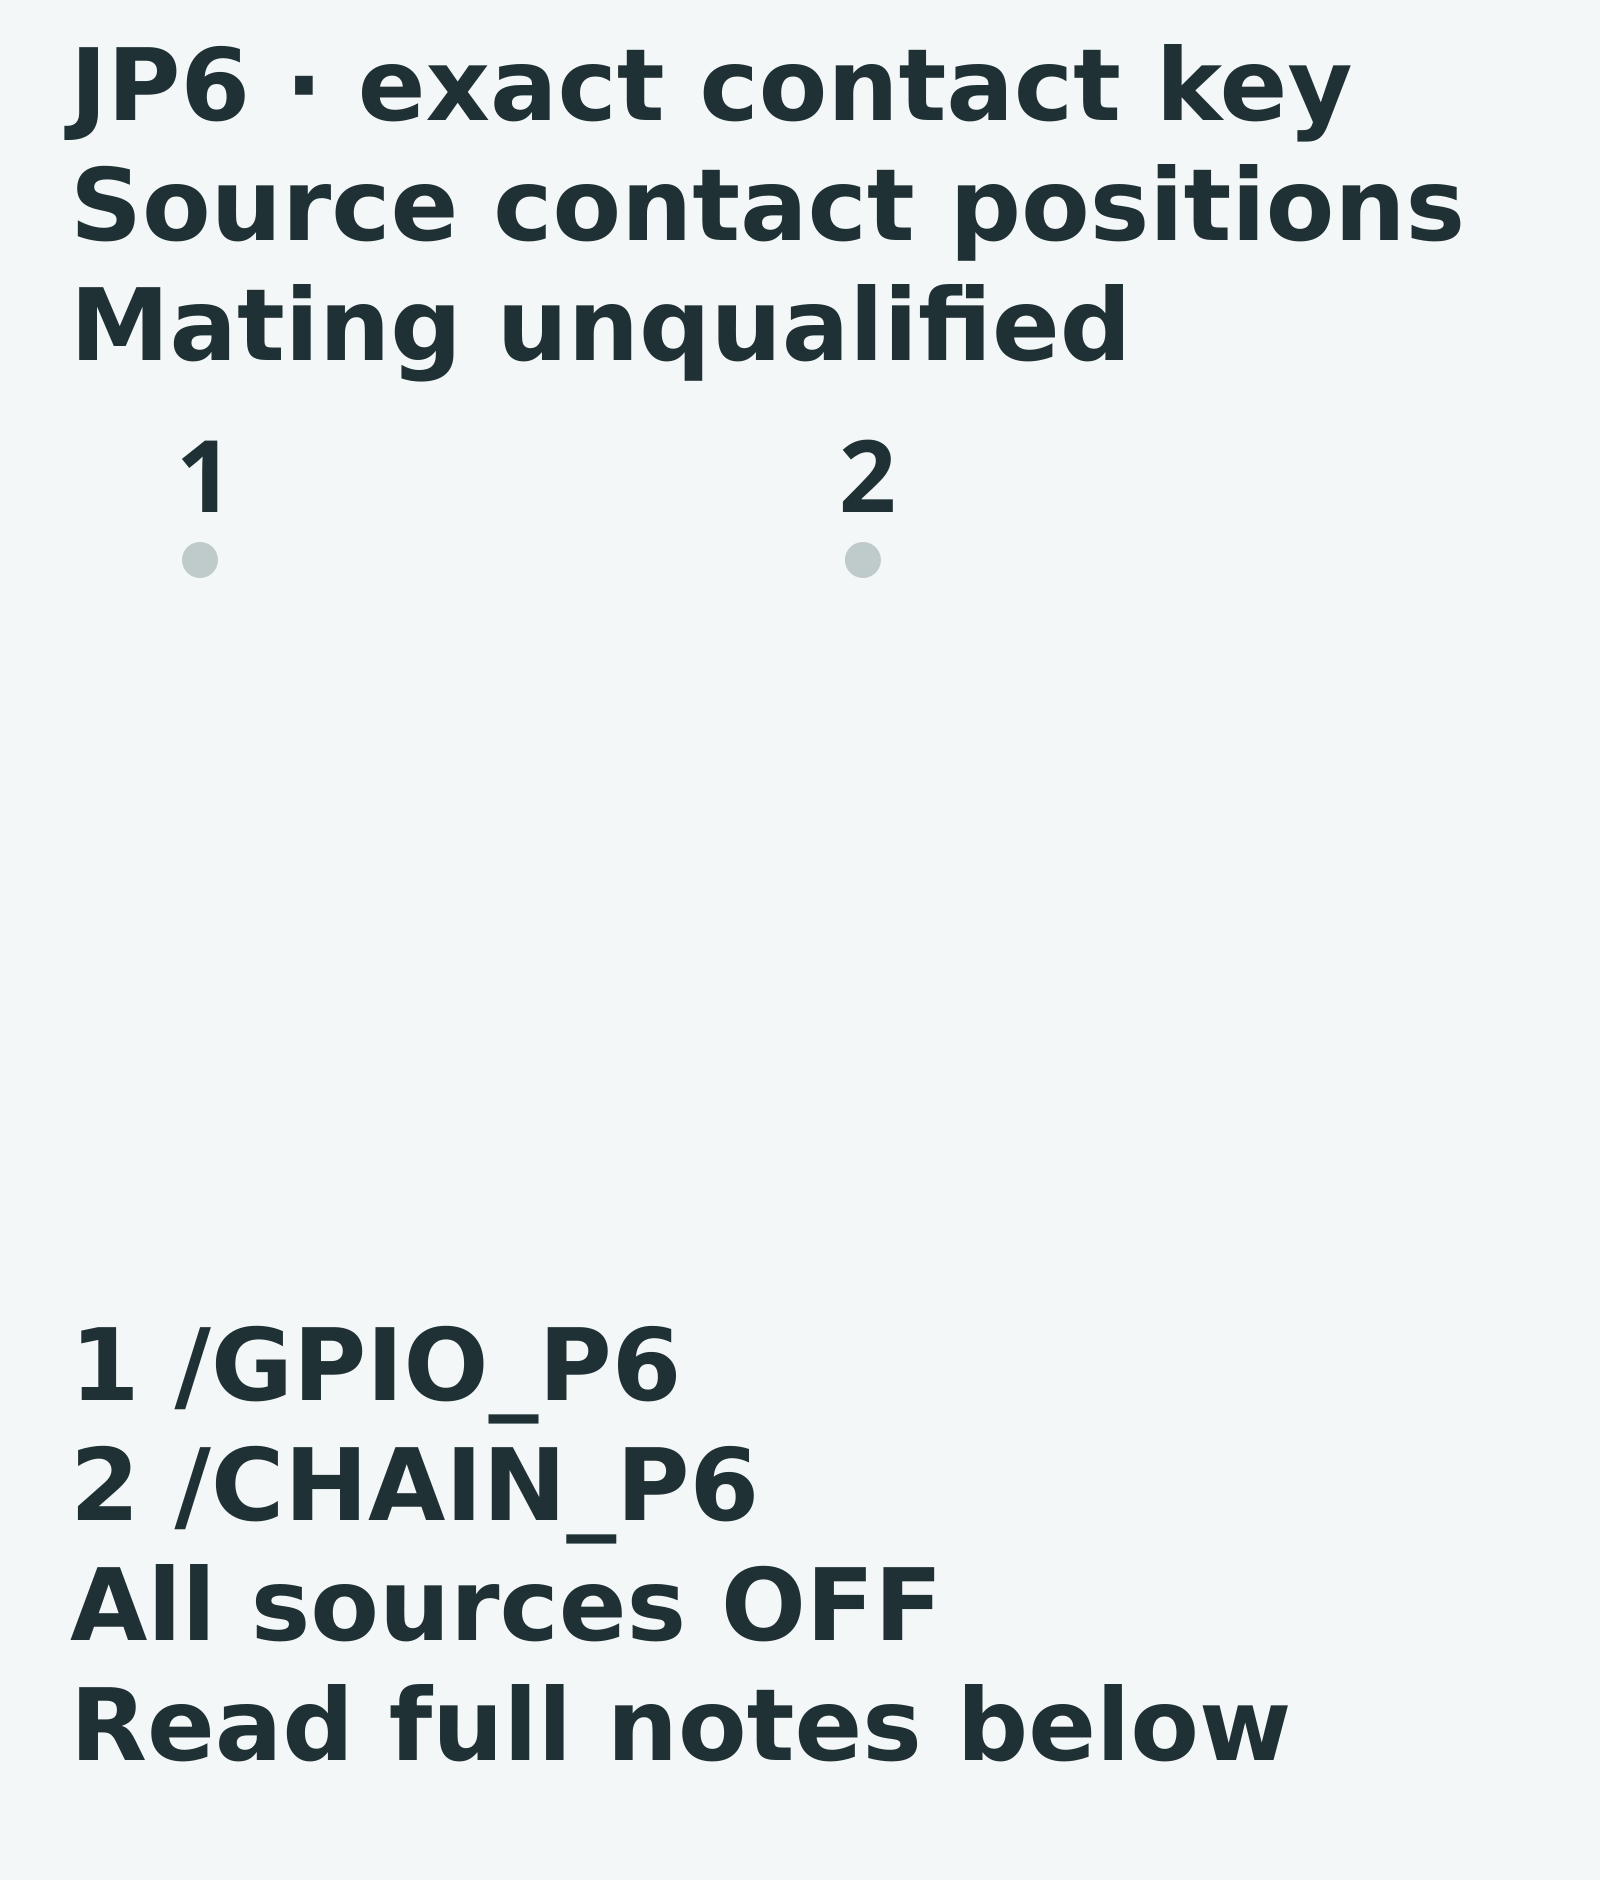 JP6 · exact contact key
Source contact positions
Mating unqualified
1 2
1 /GPIO_P6
2 /CHAIN_P6
All sources OFF
Read full notes below